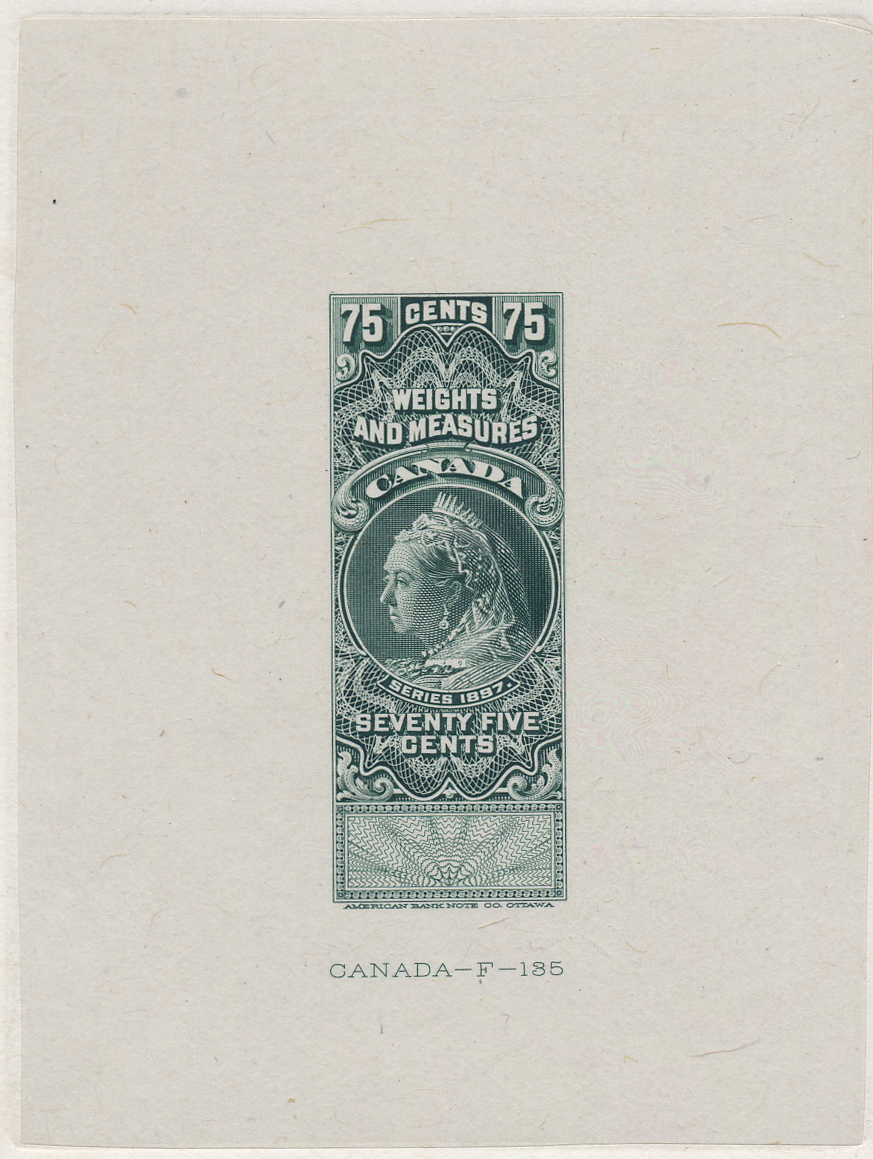 75 CENTS 75
WEIGHTS
AND MEASURES
CANADA
SERIES 1897.
SEVENTY FIVE
CENTS
AMERICAN BANK NOTE CO. OTTAWA
CANADA–F–135